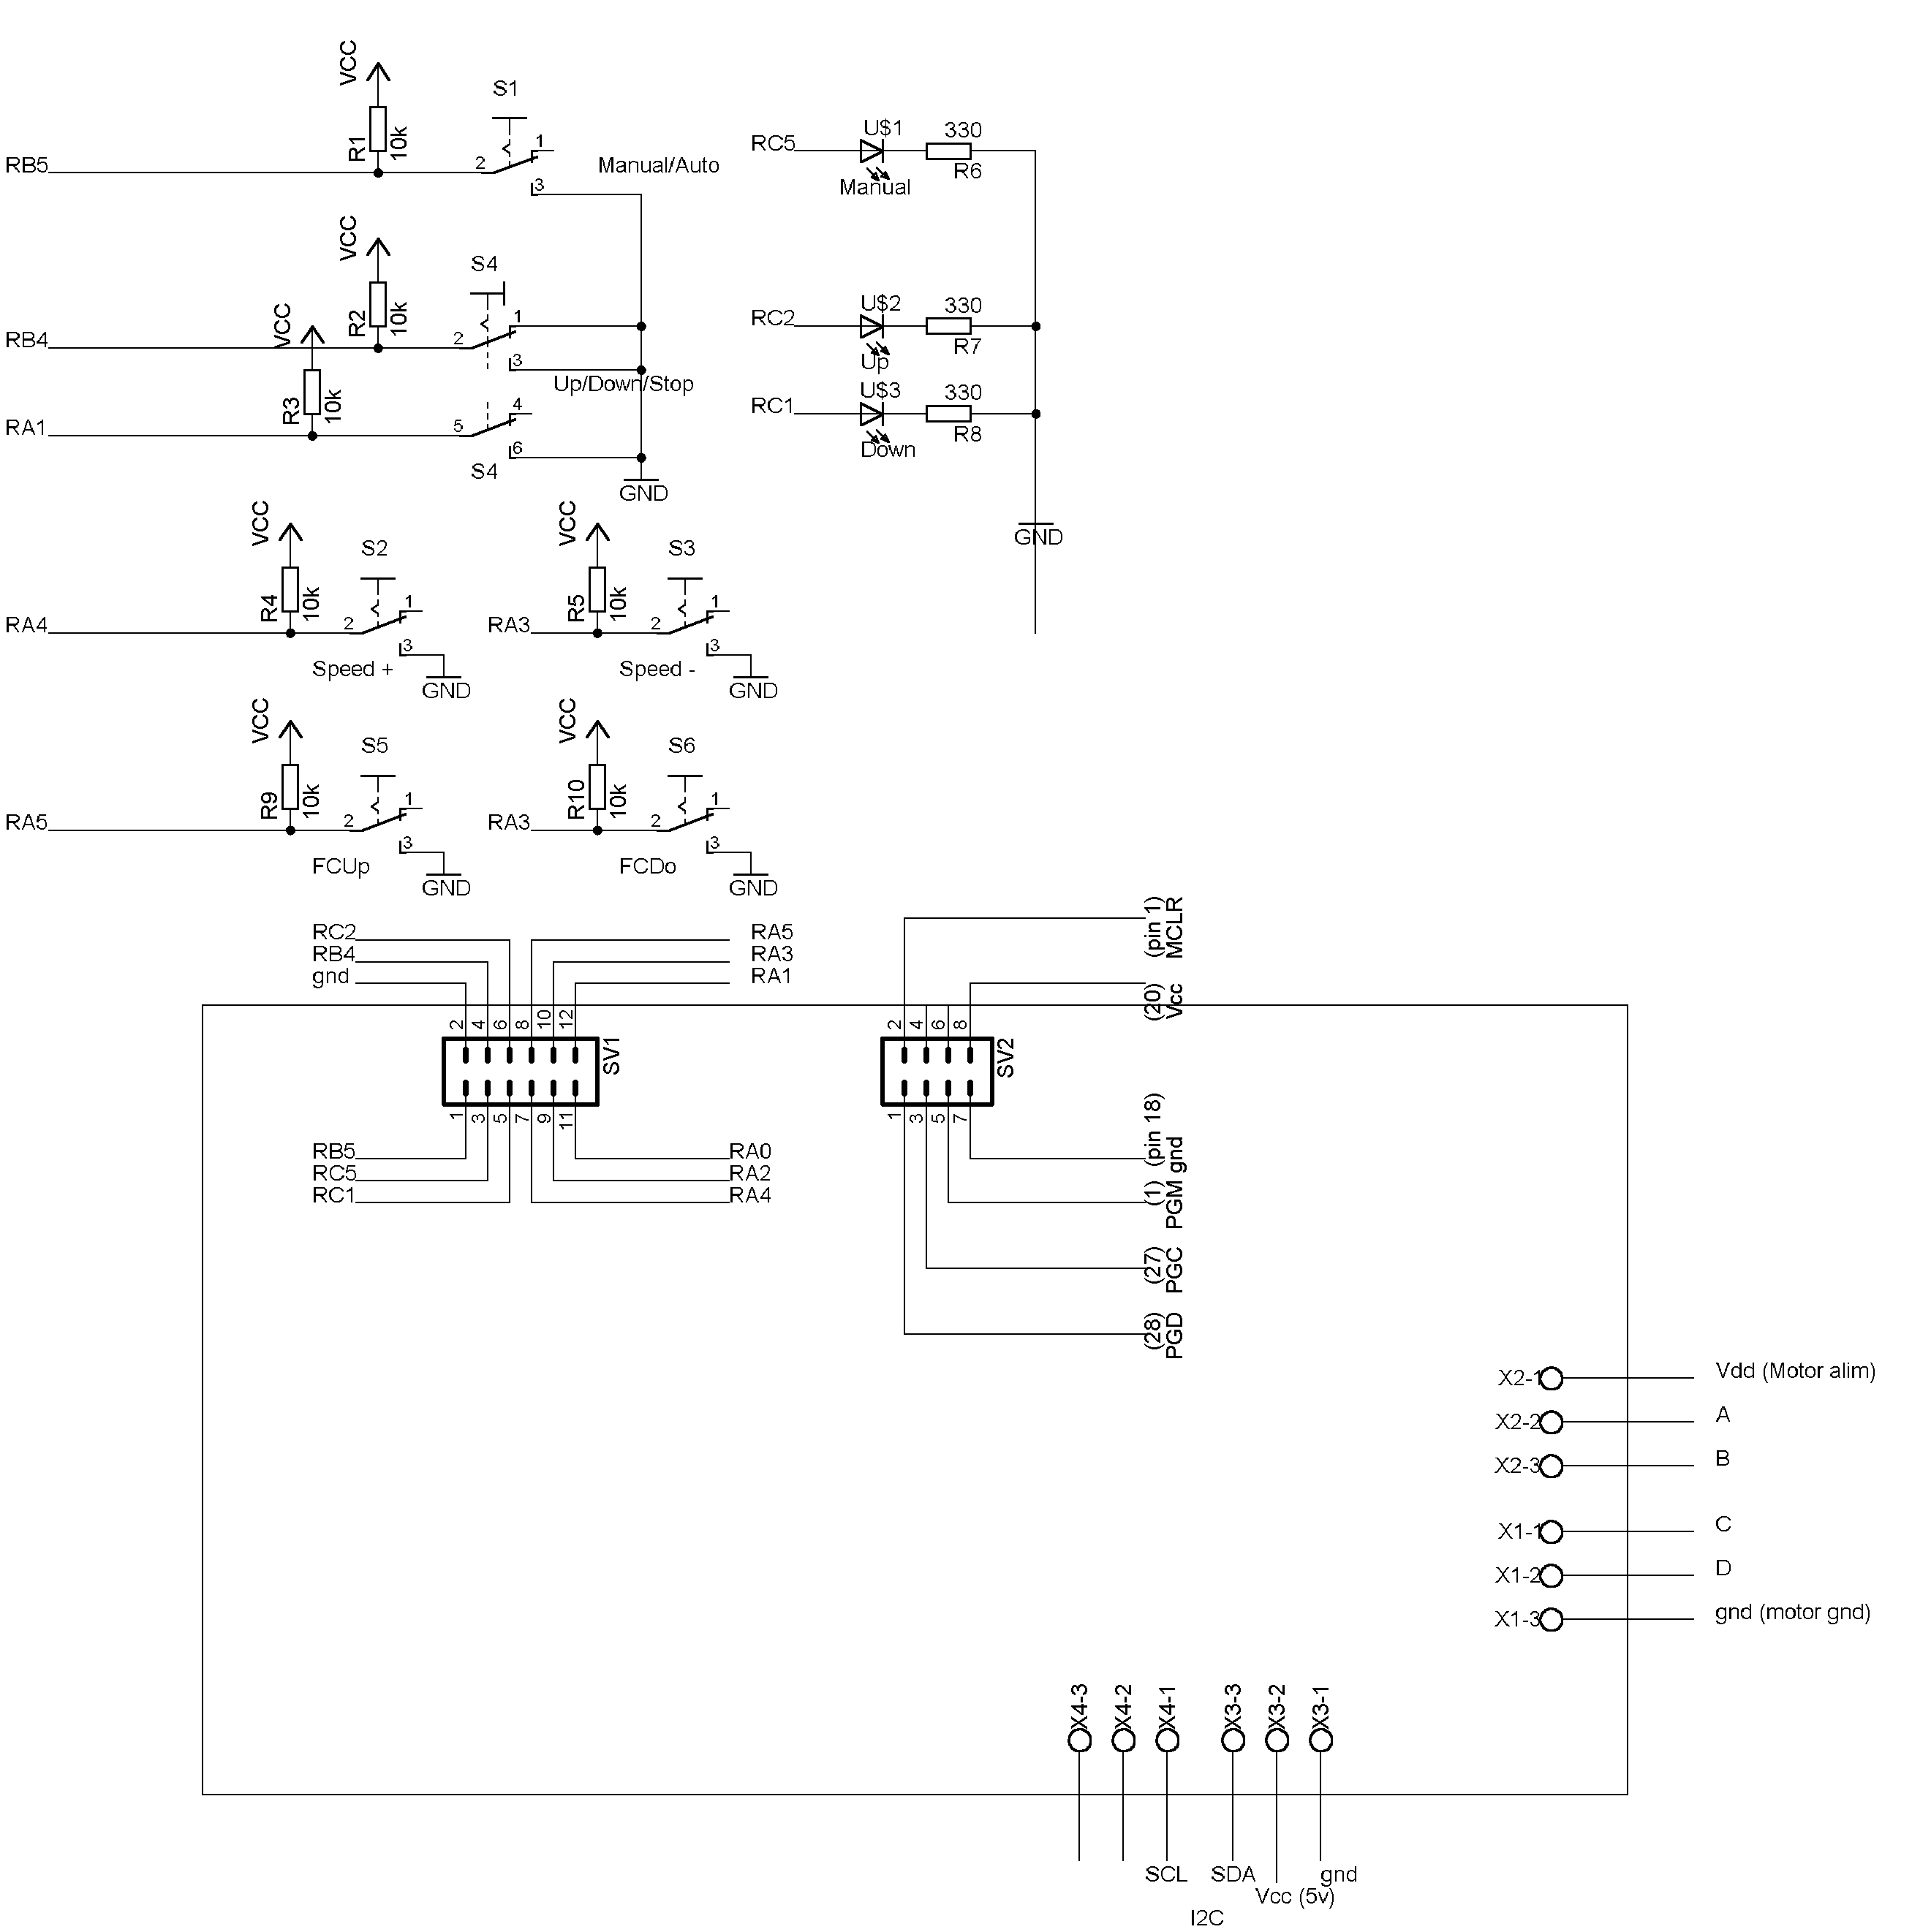 VCC
R1
10k
S1
RB5
2
1
3
Manual/Auto
VCC
R2
10k
S4
RB4
2
1
3
Up/Down/Stop
VCC
R3
10k
RA1
5
4
6
S4
GND
RC5
U$1
330
R6
Manual
RC2
U$2
330
R7
Up
RC1
U$3
330
R8
Down
GND
VCC
R4
10k
S2
RA4
2
1
3
Speed +
GND
VCC
R5
10k
S3
RA3
2
1
3
Speed -
GND
VCC
R9
10k
S5
RA5
2
1
3
FCUp
GND
VCC
R10
10k
S6
RA3
2
1
3
FCDo
GND
RC2
RB4
gnd
RA5
RA3
RA1
2 4 6 8 10 12
SV1
1 3 5 7 9 11
RB5
RC5
RC1
RA0
RA2
RA4
(pin 1)
MCLR
(20)
Vcc
2 4 6 8
SV2
1 3 5 7
(pin 18)
gnd
(1)
PGM
(27)
PGC
(28)
PGD
X2-1 Vdd (Motor alim)
X2-2 A
X2-3 B
X1-1 C
X1-2 D
X1-3 gnd (motor gnd)
X4-3
X4-2
X4-1
X3-3
X3-2
X3-1
SCL
SDA
gnd
Vcc (5v)
I2C